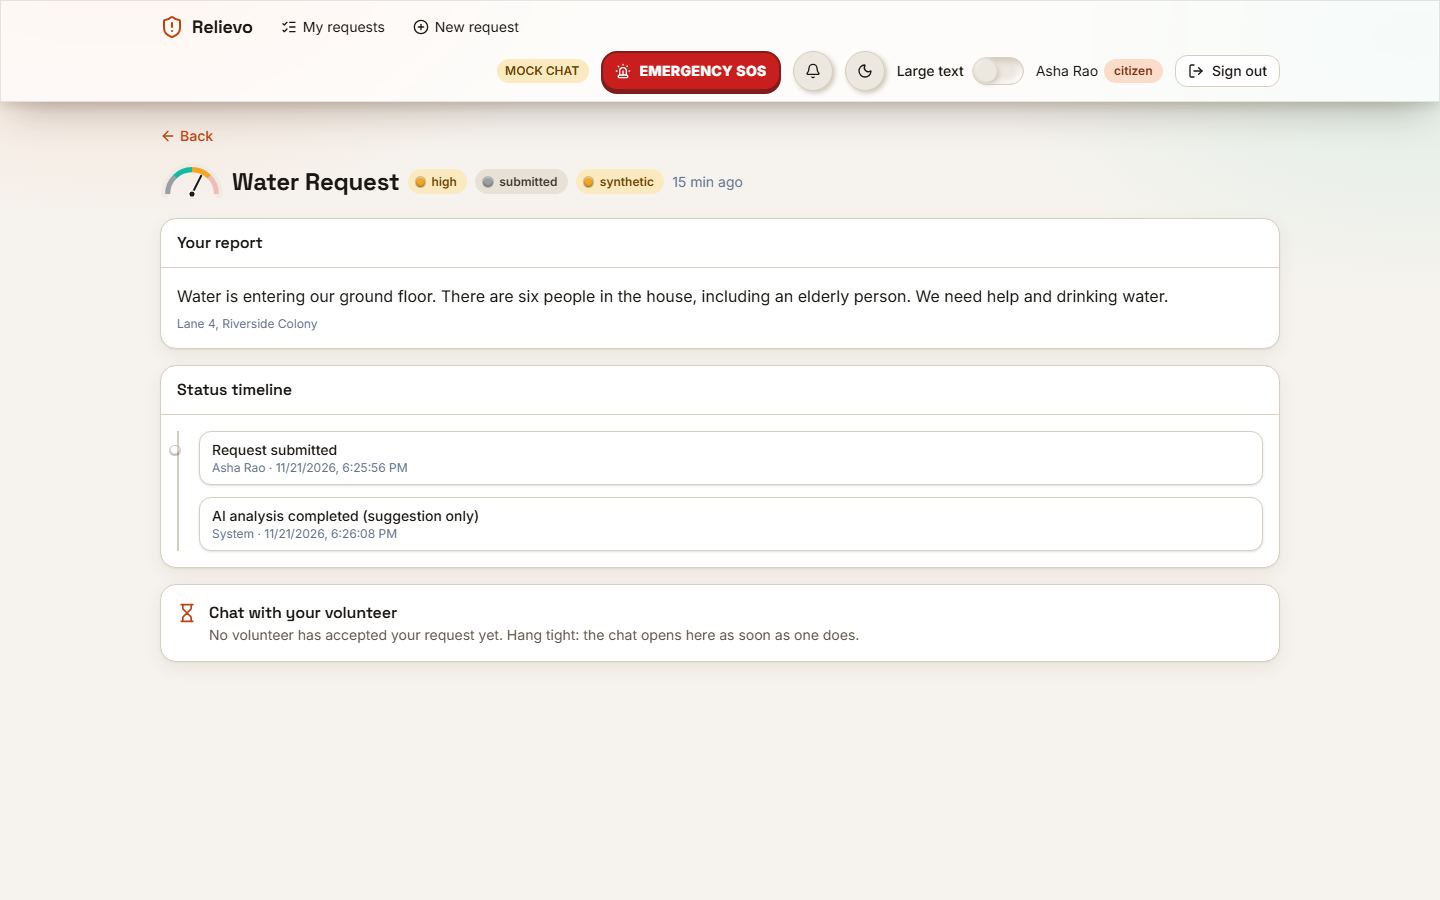 Relievo
My requests
New request
MOCK CHAT
EMERGENCY SOS
Large text
Asha Rao
citizen
Sign out
Back
Water Request
high
submitted
synthetic
15 min ago
Your report
Water is entering our ground floor. There are six people in the house, including an elderly person. We need help and drinking water.
Lane 4, Riverside Colony
Status timeline
Request submitted
Asha Rao · 11/21/2026, 6:25:56 PM
AI analysis completed (suggestion only)
System · 11/21/2026, 6:26:08 PM
Chat with your volunteer
No volunteer has accepted your request yet. Hang tight: the chat opens here as soon as one does.